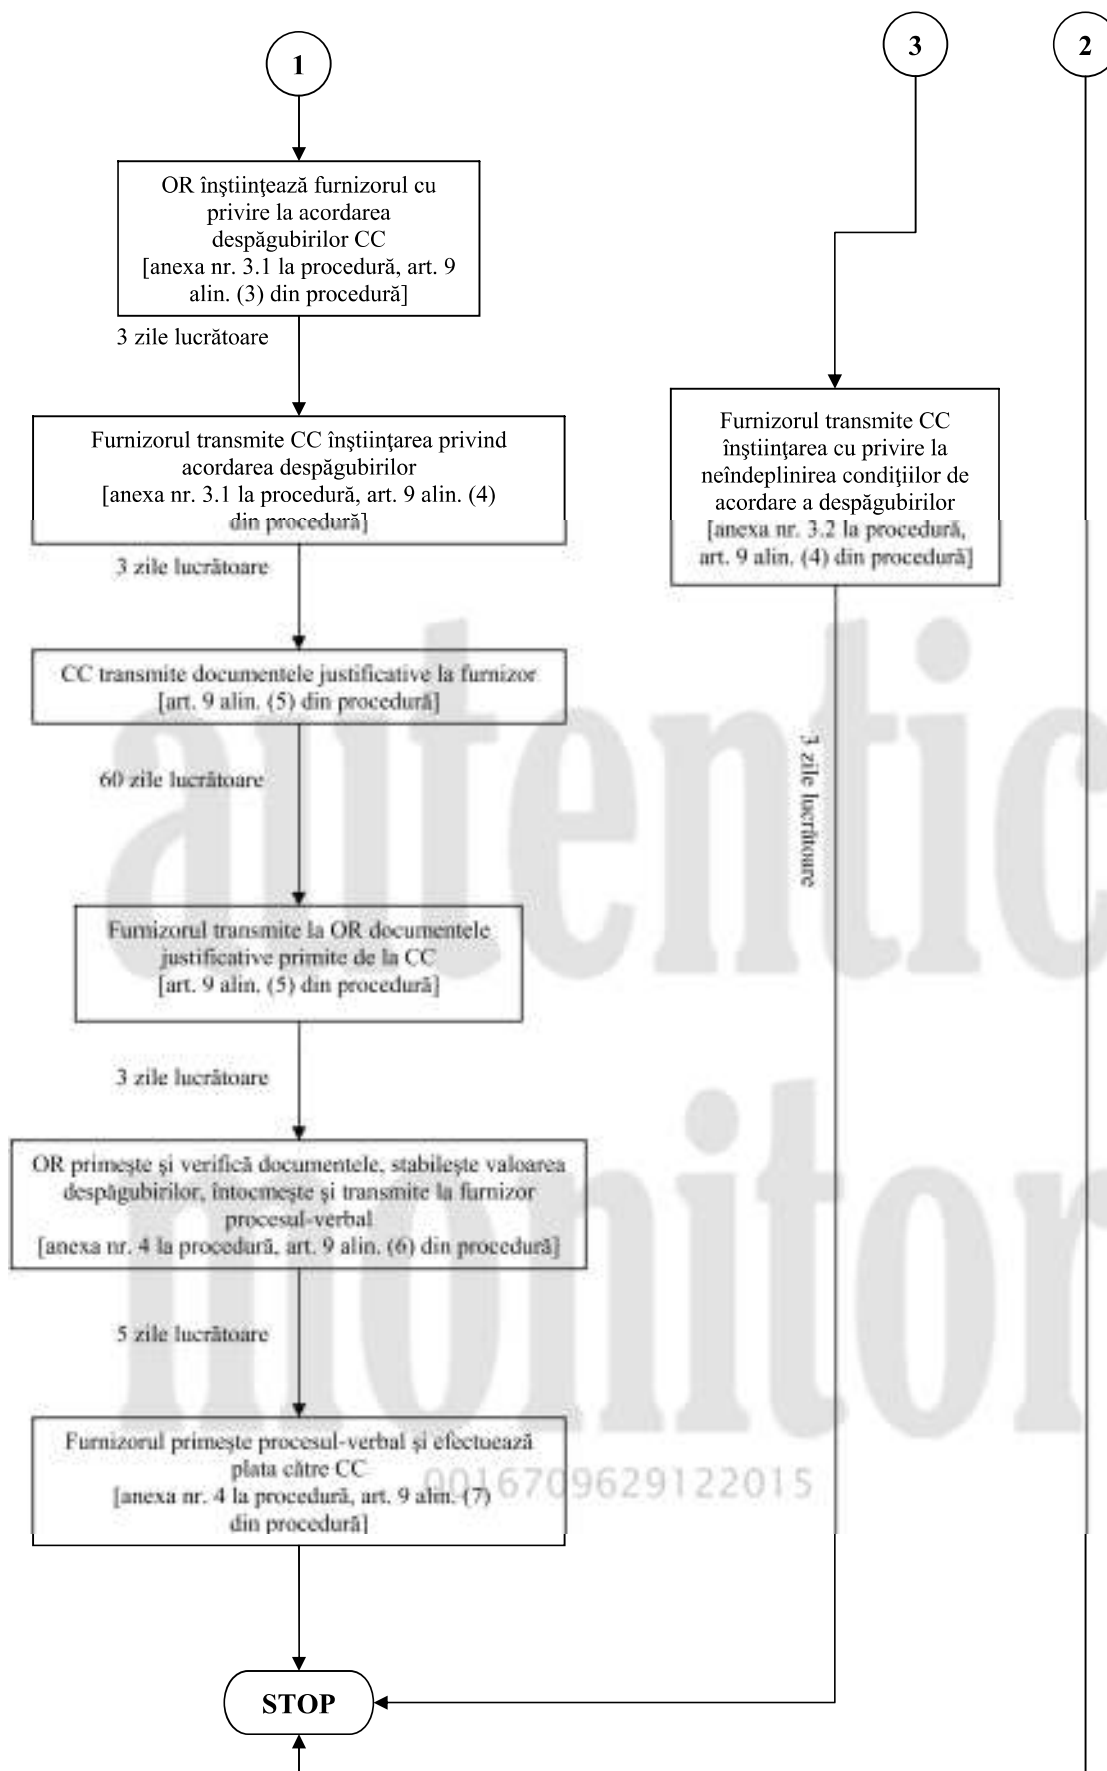 1
3
2
OR înştiinţează furnizorul cu
privire la acordarea
despăgubirilor CC
[anexa nr. 3.1 la procedură, art. 9
alin. (3) din procedură]
3 zile lucrătoare
Furnizorul transmite CC înştiinţarea privind
acordarea despăgubirilor
[anexa nr. 3.1 la procedură, art. 9 alin. (4)
din procedură]
3 zile lucrătoare
Furnizorul transmite CC
înştiinţarea cu privire la
neîndeplinirea condiţiilor de
acordare a despăgubirilor
[anexa nr. 3.2 la procedură,
art. 9 alin. (4) din procedură]
3 zile lucrătoare
CC transmite documentele justificative la furnizor
[art. 9 alin. (5) din procedură]
60 zile lucrătoare
Furnizorul transmite la OR documentele
justificative primite de la CC
[art. 9 alin. (5) din procedură]
3 zile lucrătoare
OR primeşte şi verifică documentele, stabileşte valoarea
despăgubirilor, întocmeşte şi transmite la furnizor
procesul-verbal
[anexa nr. 4 la procedură, art. 9 alin. (6) din procedură]
5 zile lucrătoare
Furnizorul primeşte procesul-verbal şi efectuează
plata către CC
[anexa nr. 4 la procedură, art. 9 alin. (7)
din procedură]
STOP
autentic
monitor
0016709629122015